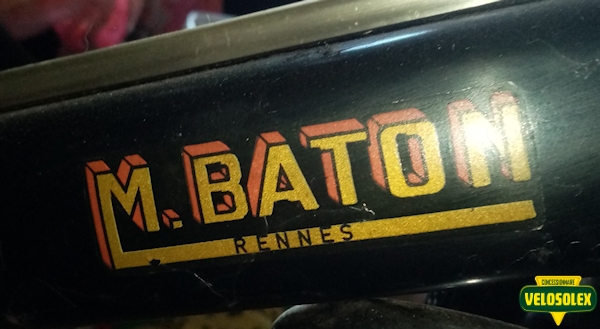 M. BATON
RENNES
CONCESSIONNAIRE
VELOSOLEX